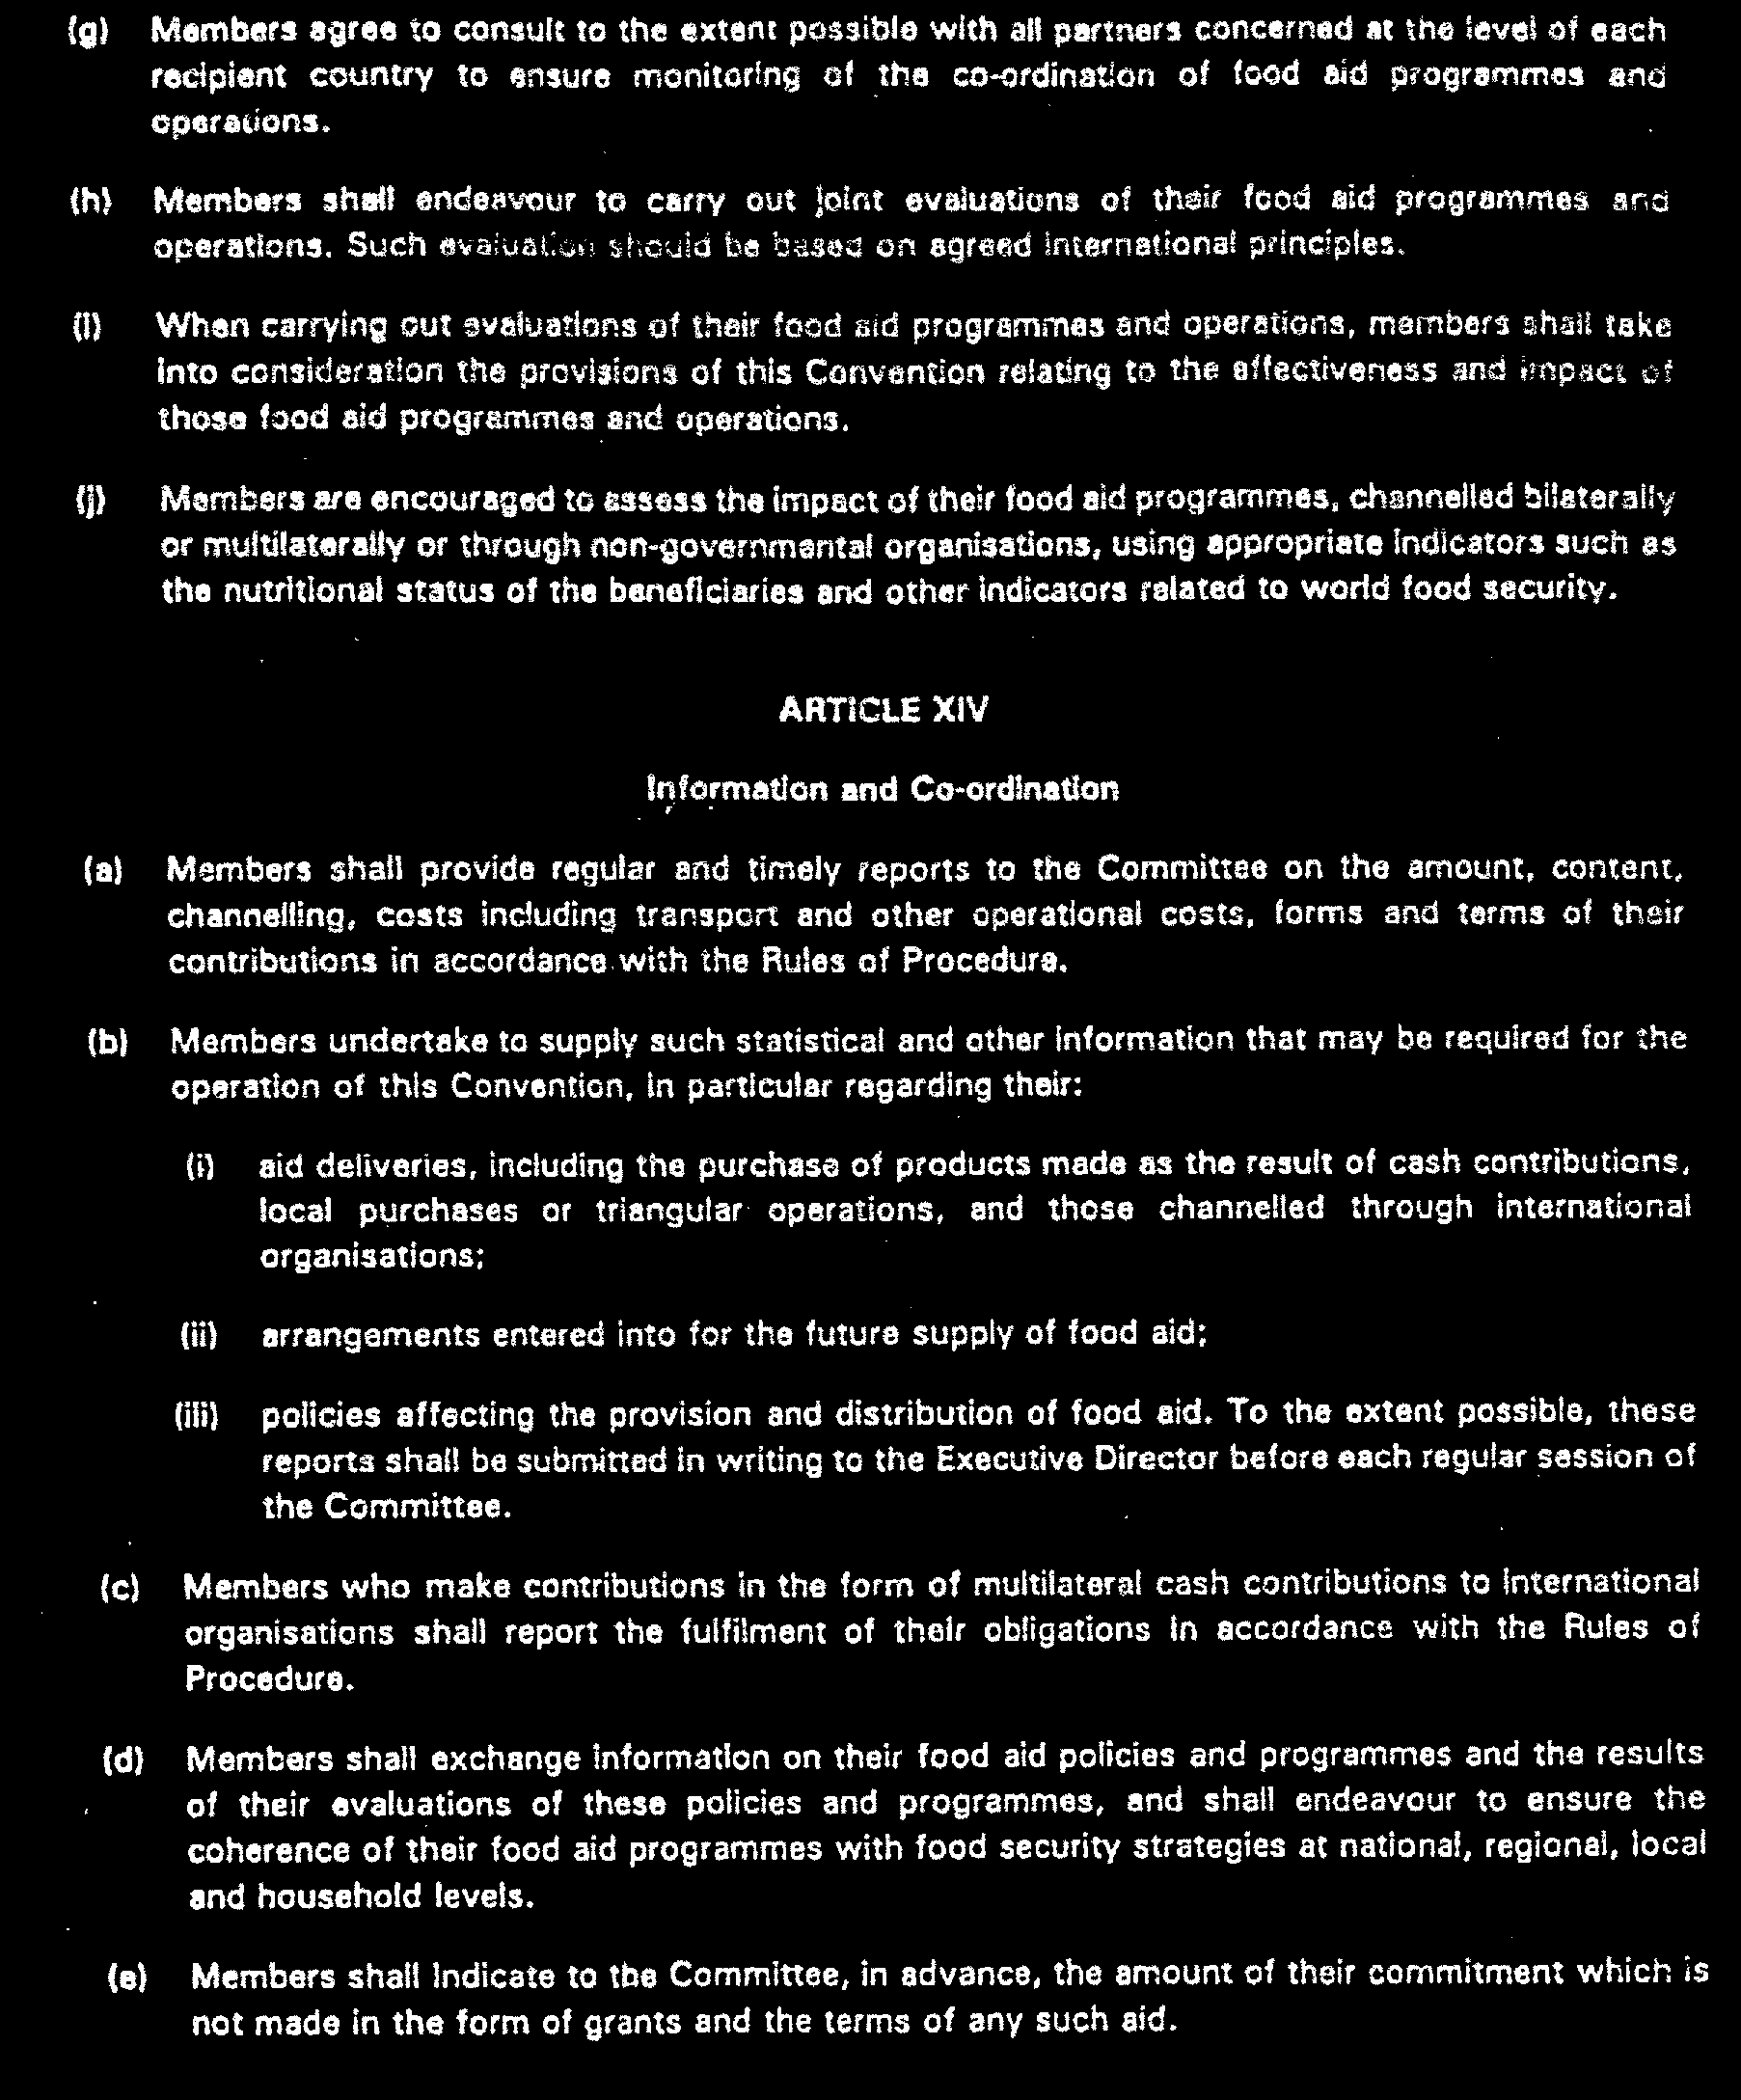 (g) Members agree to consult to the extent possible with all partners concerned at the level of each
recipient country to ensure monitoring of the co-ordination of food aid programmes and
operations.
(h) Members shall endeavour to carry out joint evaluations of their food aid programmes and
operations. Such evaluation should be based on agreed international principles.
(i) When carrying out evaluations of their food aid programmes and operations, members shall take
into consideration the provisions of this Convention relating to the effectiveness and impact of
those food aid programmes and operations.
(j) Members are encouraged to assess the impact of their food aid programmes, channelled bilaterally
or multilaterally or through non-governmental organisations, using appropriate indicators such as
the nutritional status of the beneficiaries and other indicators related to world food security.
ARTICLE XIV
Information and Co-ordination
(a) Members shall provide regular and timely reports to the Committee on the amount, content,
channelling, costs including transport and other operational costs, forms and terms of their
contributions in accordance with the Rules of Procedure.
(b) Members undertake to supply such statistical and other information that may be required for the
operation of this Convention, in particular regarding their:
(i) aid deliveries, including the purchase of products made as the result of cash contributions,
local purchases or triangular operations, and those channelled through international
organisations;
(ii) arrangements entered into for the future supply of food aid;
(iii) policies affecting the provision and distribution of food aid. To the extent possible, these
reports shall be submitted in writing to the Executive Director before each regular session of
the Committee.
(c) Members who make contributions in the form of multilateral cash contributions to international
organisations shall report the fulfilment of their obligations in accordance with the Rules of
Procedure.
(d) Members shall exchange information on their food aid policies and programmes and the results
of their evaluations of these policies and programmes, and shall endeavour to ensure the
coherence of their food aid programmes with food security strategies at national, regional, local
and household levels.
(e) Members shall indicate to the Committee, in advance, the amount of their commitment which is
not made in the form of grants and the terms of any such aid.